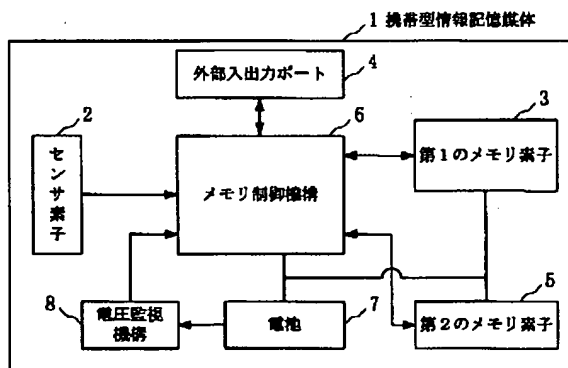 1 携帯型情報記憶媒体
外部入出力ポート
4
2
センサ素子
6
メモリ制御機構
3
第1のメモリ素子
8
電圧監視
機構
電池
7
5
第2のメモリ素子